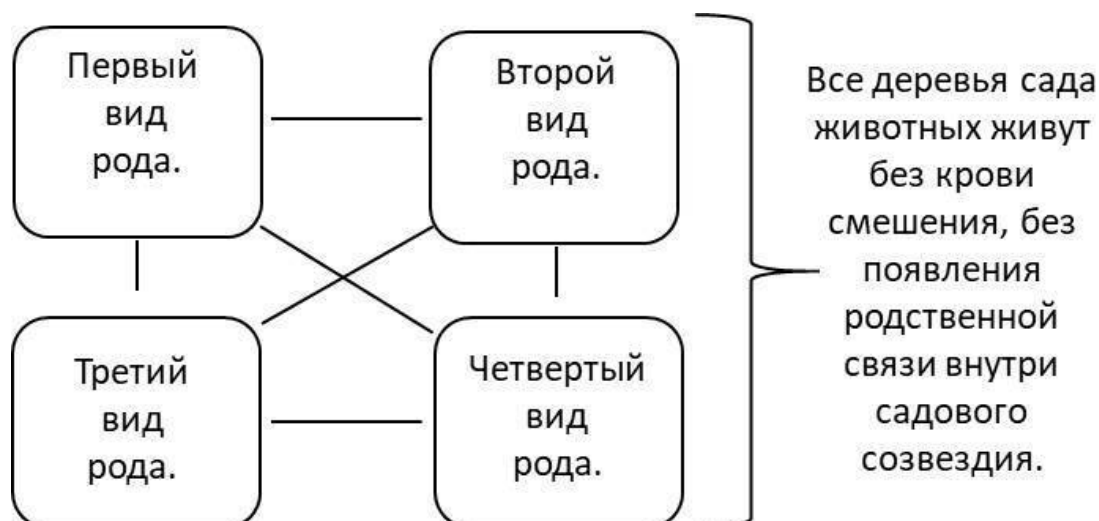 Первый
вид
рода.
Второй
вид
рода.
Третий
вид
рода.
Четвертый
вид
рода.
Все деревья сада
животных живут
без крови
смешения, без
появления
родственной
связи внутри
садового
созвездия.